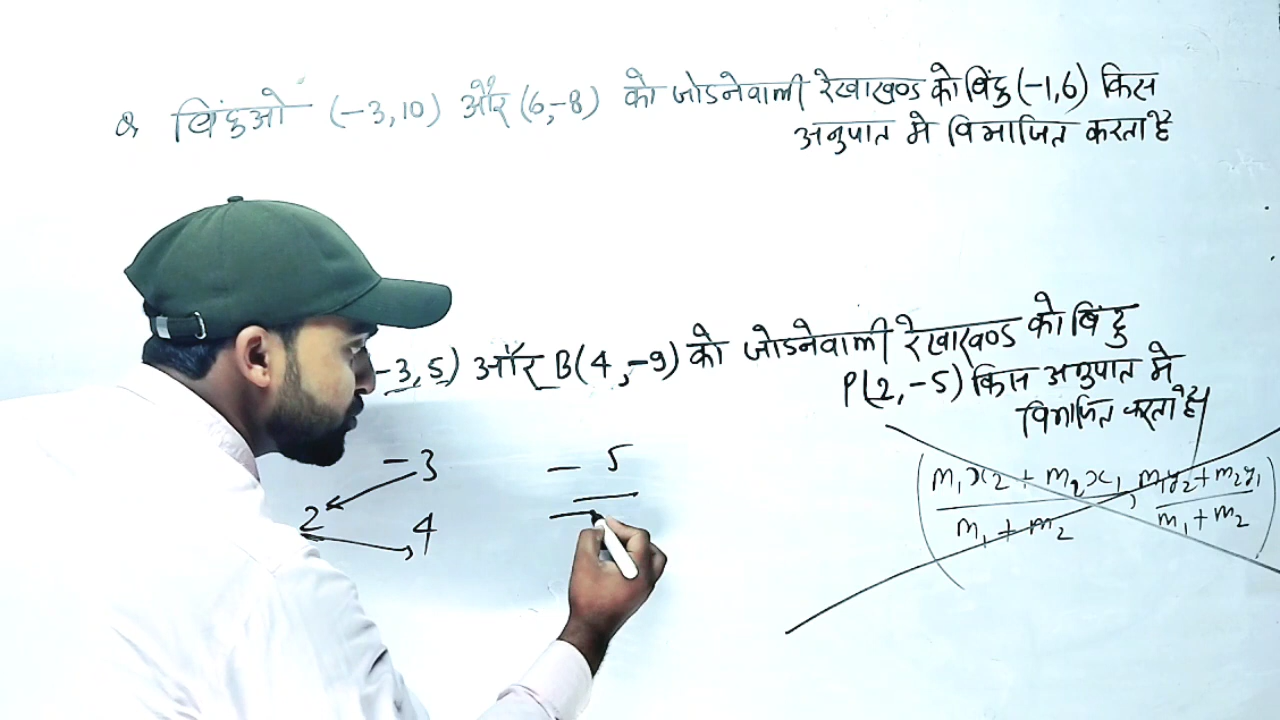 Q. बिंदुओ (-3,10) और (6,-8) को जोडनेवाली रेखाखण्ड को बिंदु (-1,6) किस
अनुपात मे विभाजित करता है
-3, 5) और B(4, -9) को जोडनेवाली रेखाखण्ड को बिंदु
P(2, -5) किस अनुपात मे
विभाजित करता है
(m₁x₂ + m₂x₁ / m₁ + m₂ , m₁y₂ + m₂y₁ / m₁ + m₂)
-3
2
4
- 5